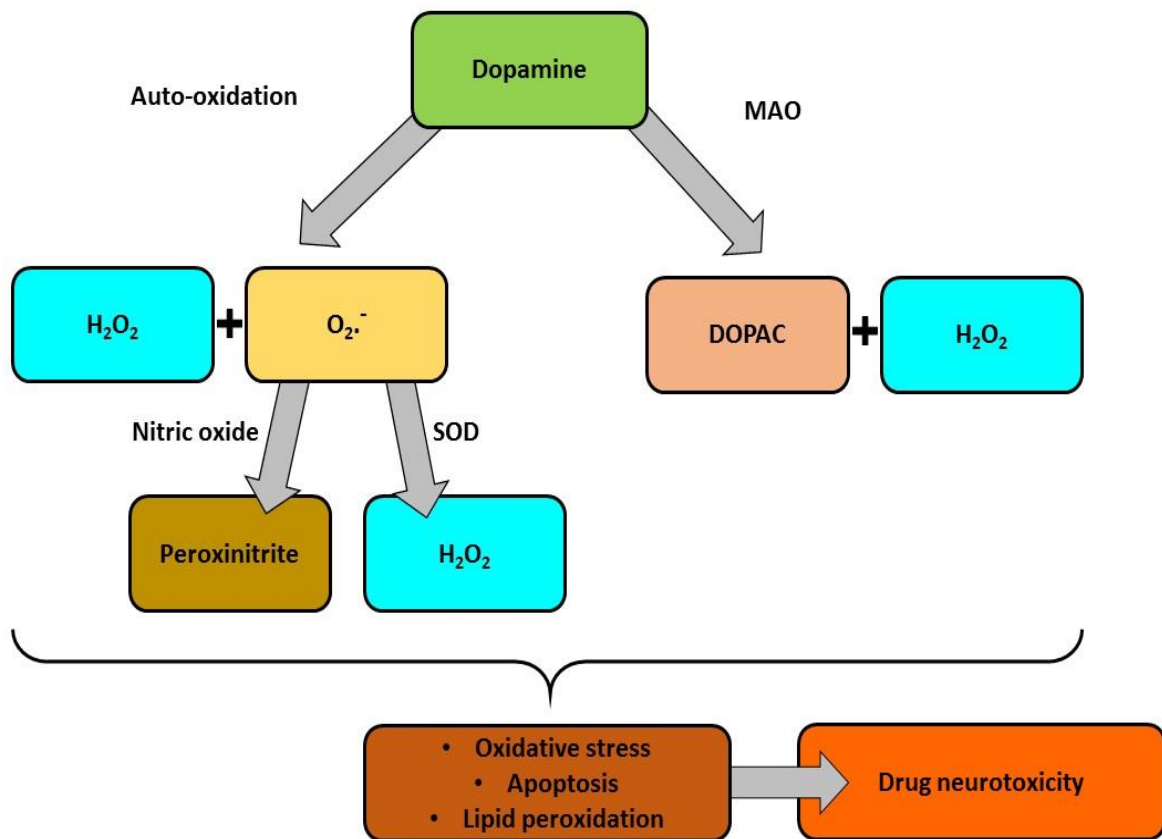 Dopamine
Auto-oxidation
MAO
H₂O₂
+
O₂.⁻
DOPAC
+
H₂O₂
Nitric oxide
SOD
Peroxinitrite
H₂O₂
• Oxidative stress
• Apoptosis
• Lipid peroxidation
Drug neurotoxicity